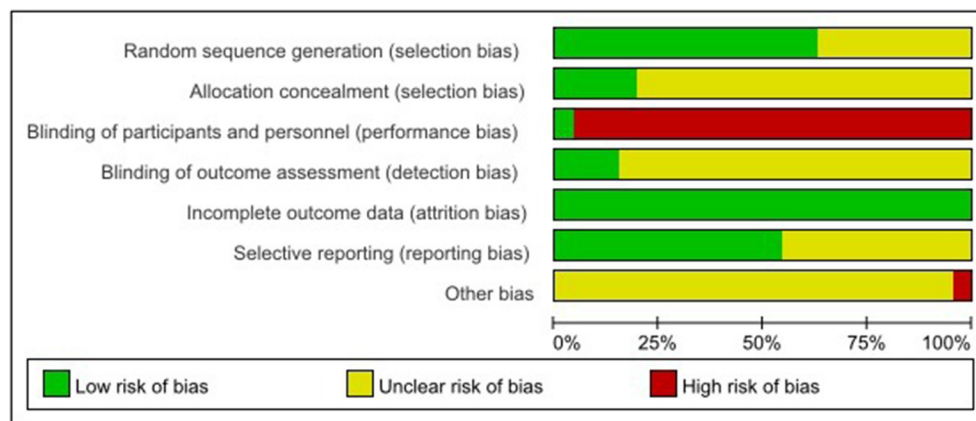 Random sequence generation (selection bias)
Allocation concealment (selection bias)
Blinding of participants and personnel (performance bias)
Blinding of outcome assessment (detection bias)
Incomplete outcome data (attrition bias)
Selective reporting (reporting bias)
Other bias
0% 25% 50% 75% 100%
Low risk of bias Unclear risk of bias High risk of bias